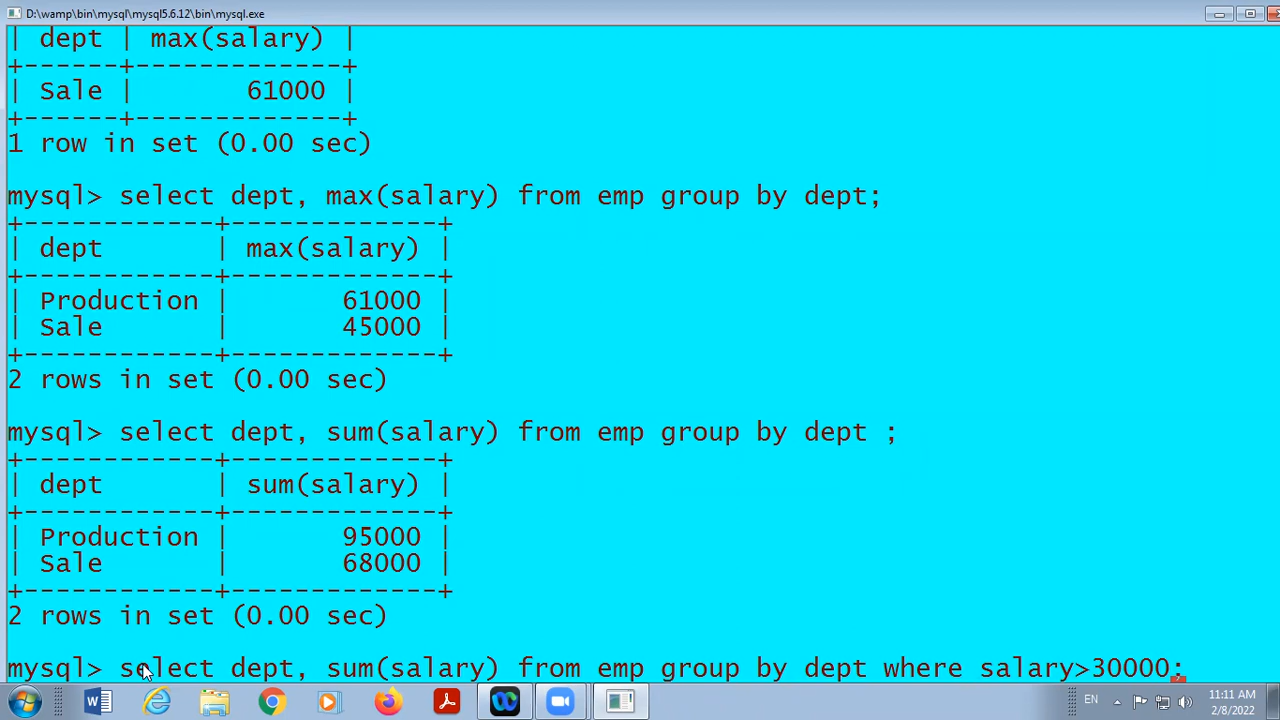 D:\wamp\bin\mysql\mysql5.6.12\bin\mysql.exe
| dept | max(salary) |
+------+-------------+
| Sale |       61000 |
+------+-------------+
1 row in set (0.00 sec)
mysql> select dept, max(salary) from emp group by dept;
+------------+-------------+
| dept       | max(salary) |
+------------+-------------+
| Production |       61000 |
| Sale       |       45000 |
+------------+-------------+
2 rows in set (0.00 sec)
mysql> select dept, sum(salary) from emp group by dept ;
+------------+-------------+
| dept       | sum(salary) |
+------------+-------------+
| Production |       95000 |
| Sale       |       68000 |
+------------+-------------+
2 rows in set (0.00 sec)
mysql> select dept, sum(salary) from emp group by dept where salary>30000;
EN
11:11 AM
2/8/2022